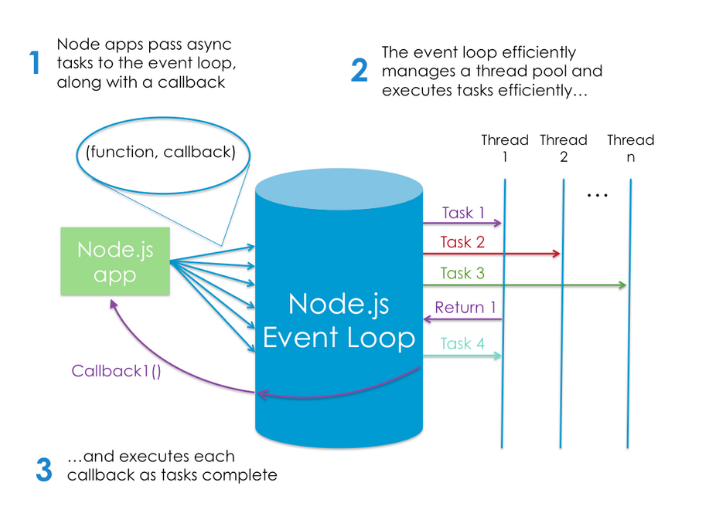 1
Node apps pass async
tasks to the event loop,
along with a callback
2
The event loop efficiently
manages a thread pool and
executes tasks efficiently...
(function, callback)
Thread
1
Thread
2
Thread
n
...
Node.js
app
Node.js
Event Loop
Task 1
Task 2
Task 3
Return 1
Task 4
Callback1()
3
...and executes each
callback as tasks complete